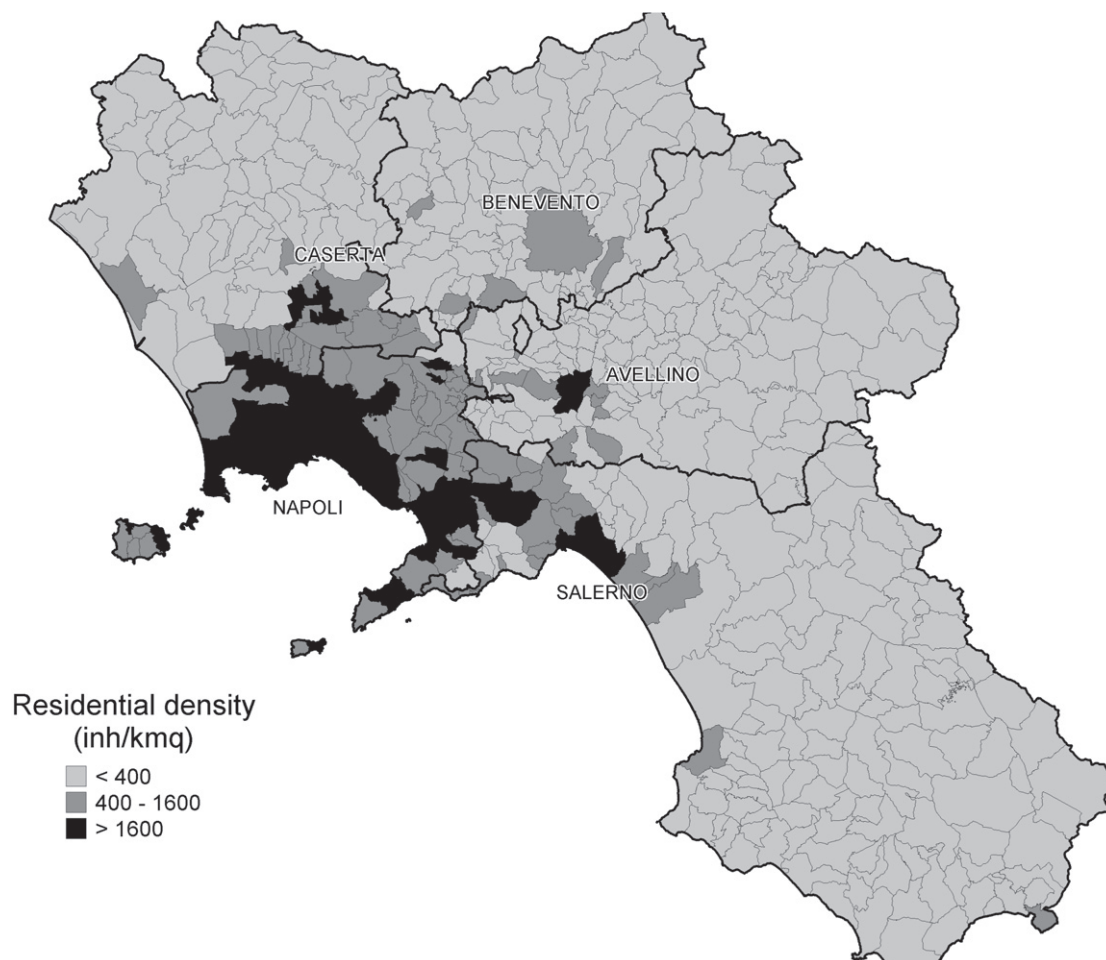 BENEVENTO
CASERTA
AVELLINO
NAPOLI
SALERNO
Residential density
(inh/kmq)
< 400
400 - 1600
> 1600